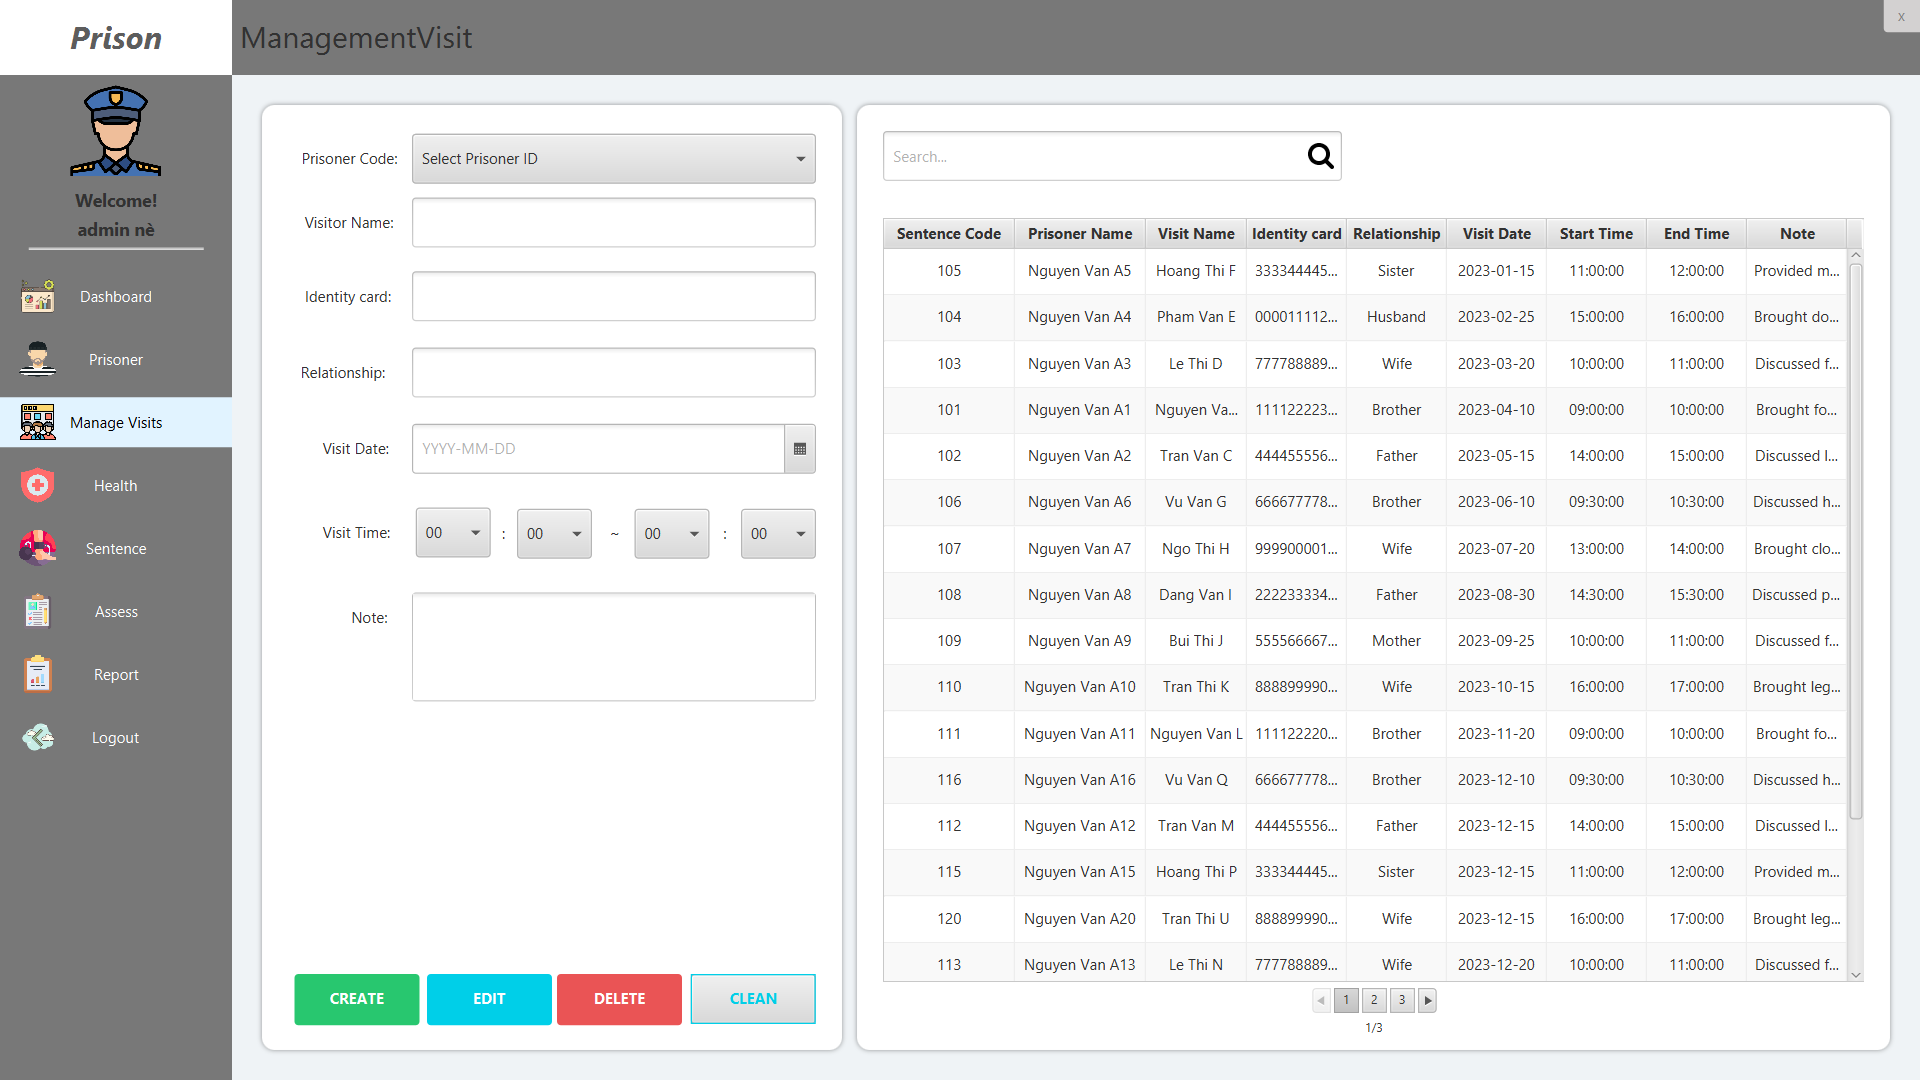 Prison
ManagementVisit
x
Welcome!
admin nè
Dashboard
Prisoner
Manage Visits
Health
Sentence
Assess
Report
Logout
Prisoner Code: Select Prisoner ID
Visitor Name:
Identity card:
Relationship:
Visit Date: YYYY-MM-DD
Visit Time: 00 : 00 ~ 00 : 00
Note:
CREATE EDIT DELETE CLEAN
Search...
Sentence Code Prisoner Name Visit Name Identity card Relationship Visit Date Start Time End Time Note
105 Nguyen Van A5 Hoang Thi F 333344445... Sister 2023-01-15 11:00:00 12:00:00 Provided m...
104 Nguyen Van A4 Pham Van E 000011112... Husband 2023-02-25 15:00:00 16:00:00 Brought do...
103 Nguyen Van A3 Le Thi D 777788889... Wife 2023-03-20 10:00:00 11:00:00 Discussed f...
101 Nguyen Van A1 Nguyen Va... 111122223... Brother 2023-04-10 09:00:00 10:00:00 Brought fo...
102 Nguyen Van A2 Tran Van C 444455556... Father 2023-05-15 14:00:00 15:00:00 Discussed l...
106 Nguyen Van A6 Vu Van G 666677778... Brother 2023-06-10 09:30:00 10:30:00 Discussed h...
107 Nguyen Van A7 Ngo Thi H 999900001... Wife 2023-07-20 13:00:00 14:00:00 Brought clo...
108 Nguyen Van A8 Dang Van I 222233334... Father 2023-08-30 14:30:00 15:30:00 Discussed p...
109 Nguyen Van A9 Bui Thi J 555566667... Mother 2023-09-25 10:00:00 11:00:00 Discussed f...
110 Nguyen Van A10 Tran Thi K 888899990... Wife 2023-10-15 16:00:00 17:00:00 Brought leg...
111 Nguyen Van A11 Nguyen Van L 111122220... Brother 2023-11-20 09:00:00 10:00:00 Brought fo...
116 Nguyen Van A16 Vu Van Q 666677778... Brother 2023-12-10 09:30:00 10:30:00 Discussed h...
112 Nguyen Van A12 Tran Van M 444455556... Father 2023-12-15 14:00:00 15:00:00 Discussed l...
115 Nguyen Van A15 Hoang Thi P 333344445... Sister 2023-12-15 11:00:00 12:00:00 Provided m...
120 Nguyen Van A20 Tran Thi U 888899990... Wife 2023-12-15 16:00:00 17:00:00 Brought leg...
113 Nguyen Van A13 Le Thi N 777788889... Wife 2023-12-20 10:00:00 11:00:00 Discussed f...
1 2 3
1/3